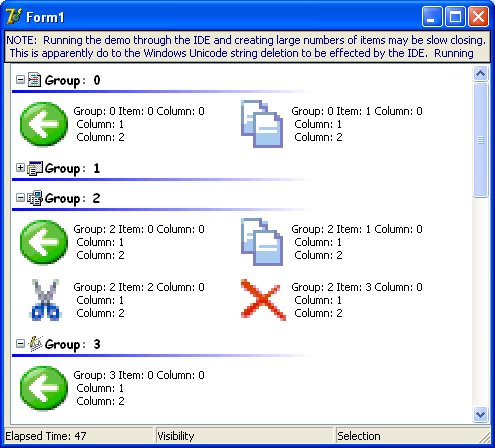 Form1
NOTE: Running the demo through the IDE and creating large numbers of items may be slow closing.
This is apparently do to the Windows Unicode string deletion to be effected by the IDE. Running
Group: 0
Group: 0 Item: 0 Column: 0
Column: 1
Column: 2
Group: 0 Item: 1 Column: 0
Column: 1
Column: 2
Group: 1
Group: 2
Group: 2 Item: 0 Column: 0
Column: 1
Column: 2
Group: 2 Item: 1 Column: 0
Column: 1
Column: 2
Group: 2 Item: 2 Column: 0
Column: 1
Column: 2
Group: 2 Item: 3 Column: 0
Column: 1
Column: 2
Group: 3
Group: 3 Item: 0 Column: 0
Column: 1
Column: 2
Elapsed Time: 47
Visibility
Selection